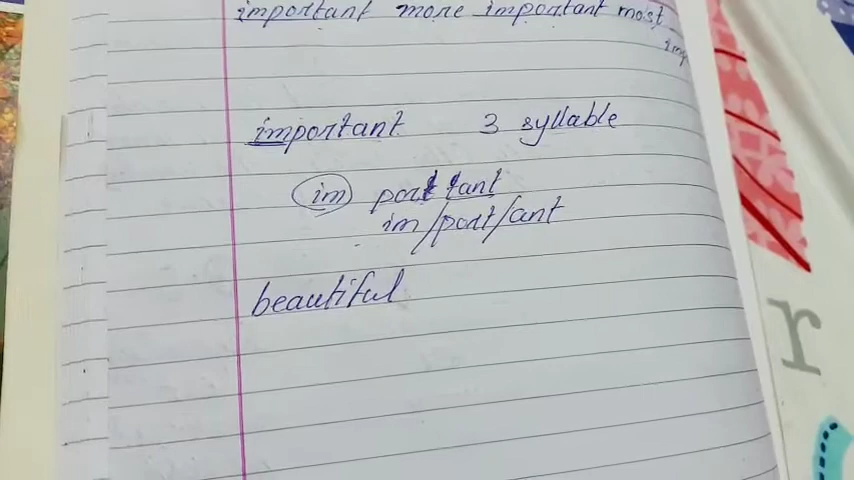 important more important most
imp
important 3 syllable
im port tant
im/port/ant
beautiful
r